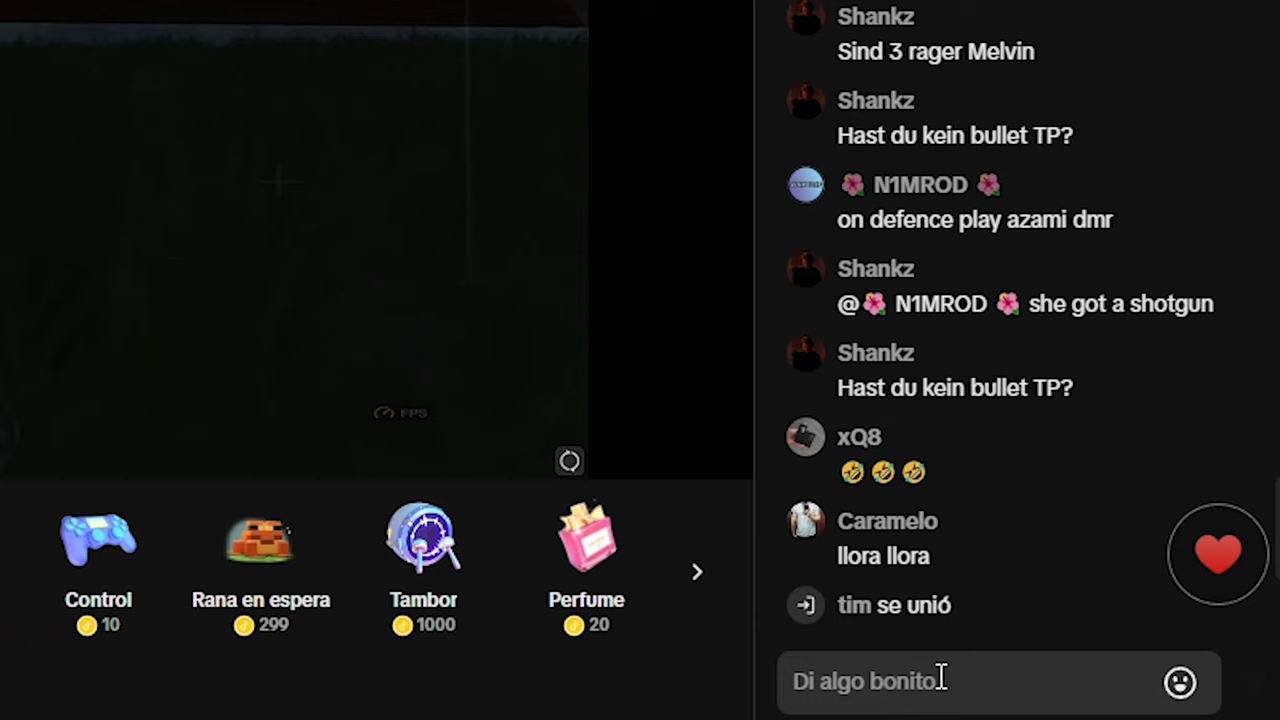 Shankz
Sind 3 rager Melvin
Shankz
Hast du kein bullet TP?
🌺 N1MROD 🌺
on defence play azami dmr
Shankz
@🌺 N1MROD 🌺 she got a shotgun
Shankz
Hast du kein bullet TP?
xQ8
🤣🤣🤣
Caramelo
llora llora
tim se unió
Di algo bonito
FPS
Control
10
Rana en espera
299
Tambor
1000
Perfume
20